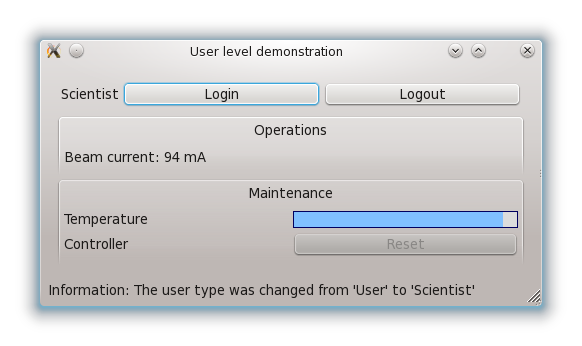 User level demonstration
Scientist Login Logout
Operations
Beam current: 94 mA
Maintenance
Temperature
Controller Reset
Information: The user type was changed from 'User' to 'Scientist'